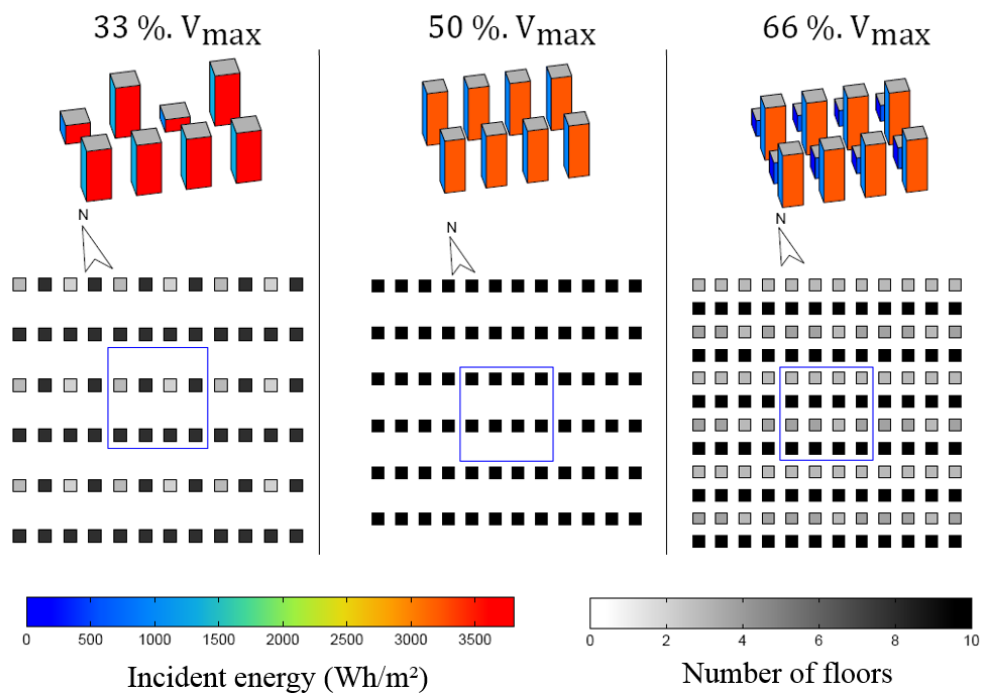 33 %. Vmax
50 %. Vmax
66 %. Vmax
N
N
N
0 500 1000 1500 2000 2500 3000 3500
Incident energy (Wh/m²)
0 2 4 6 8 10
Number of floors